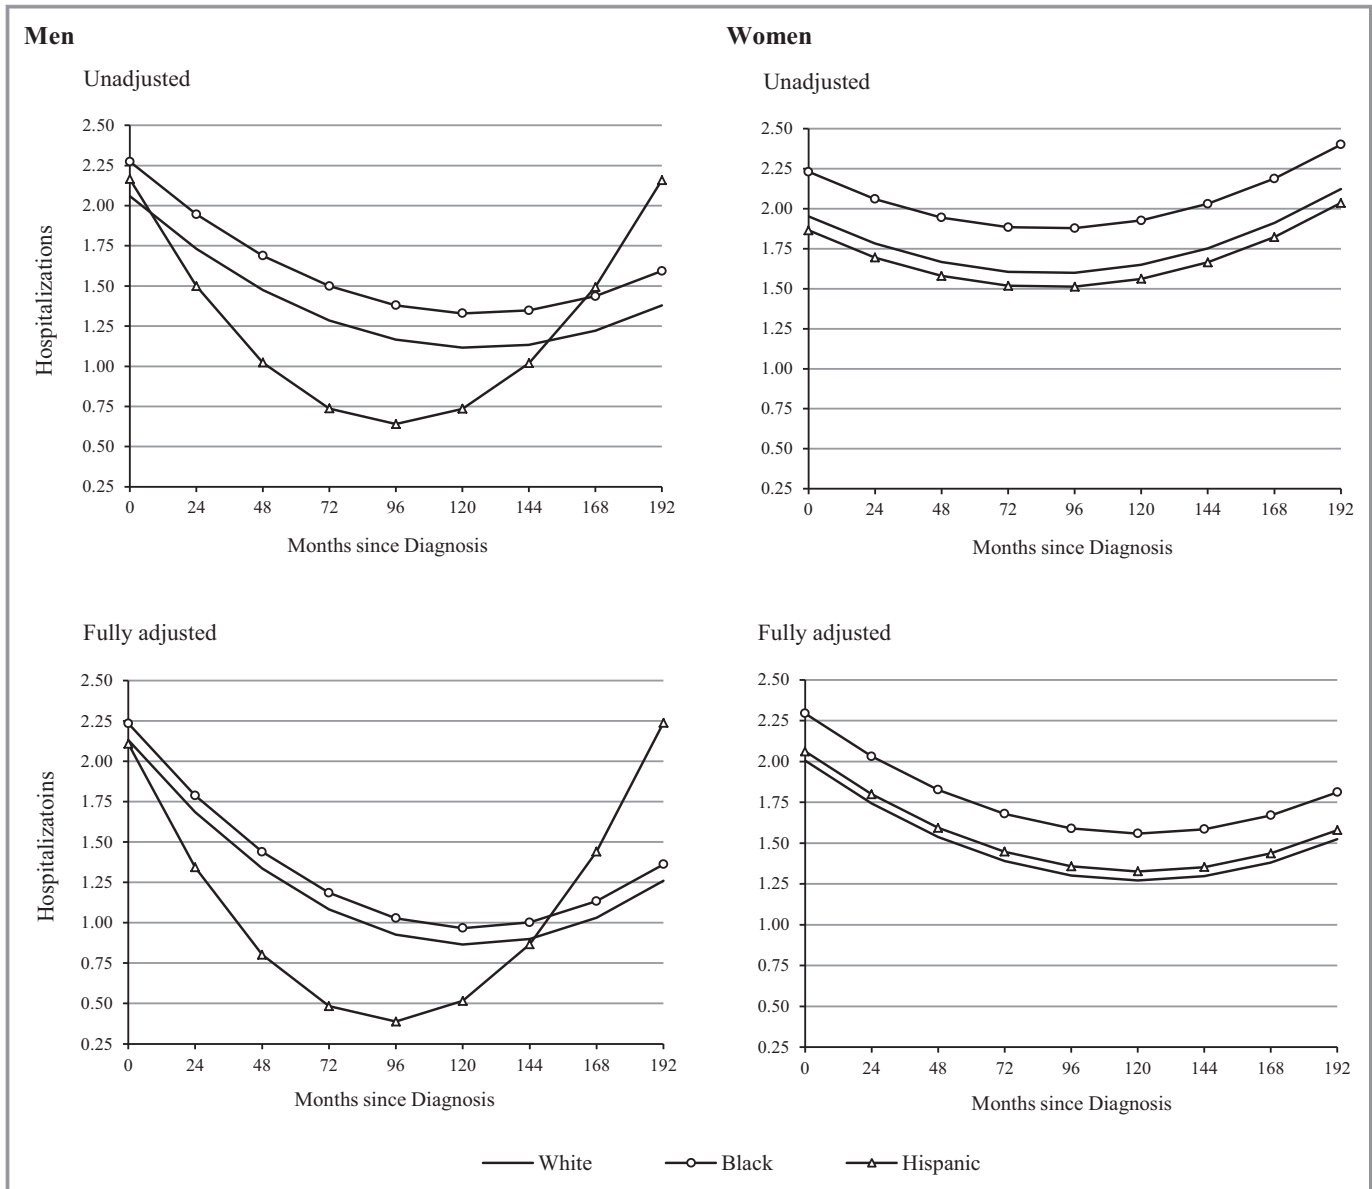 Men
Women
Unadjusted
Unadjusted
2.50
2.25
2.00
1.75
1.50
1.25
1.00
0.75
0.50
0.25
Hospitalizations
0 24 48 72 96 120 144 168 192
Months since Diagnosis
2.50
2.25
2.00
1.75
1.50
1.25
1.00
0.75
0.50
0.25
0 24 48 72 96 120 144 168 192
Months since Diagnosis
Fully adjusted
Fully adjusted
2.50
2.25
2.00
1.75
1.50
1.25
1.00
0.75
0.50
0.25
Hospitalizatoins
0 24 48 72 96 120 144 168 192
Months since Diagnosis
2.50
2.25
2.00
1.75
1.50
1.25
1.00
0.75
0.50
0.25
0 24 48 72 96 120 144 168 192
Months since Diagnosis
White Black Hispanic